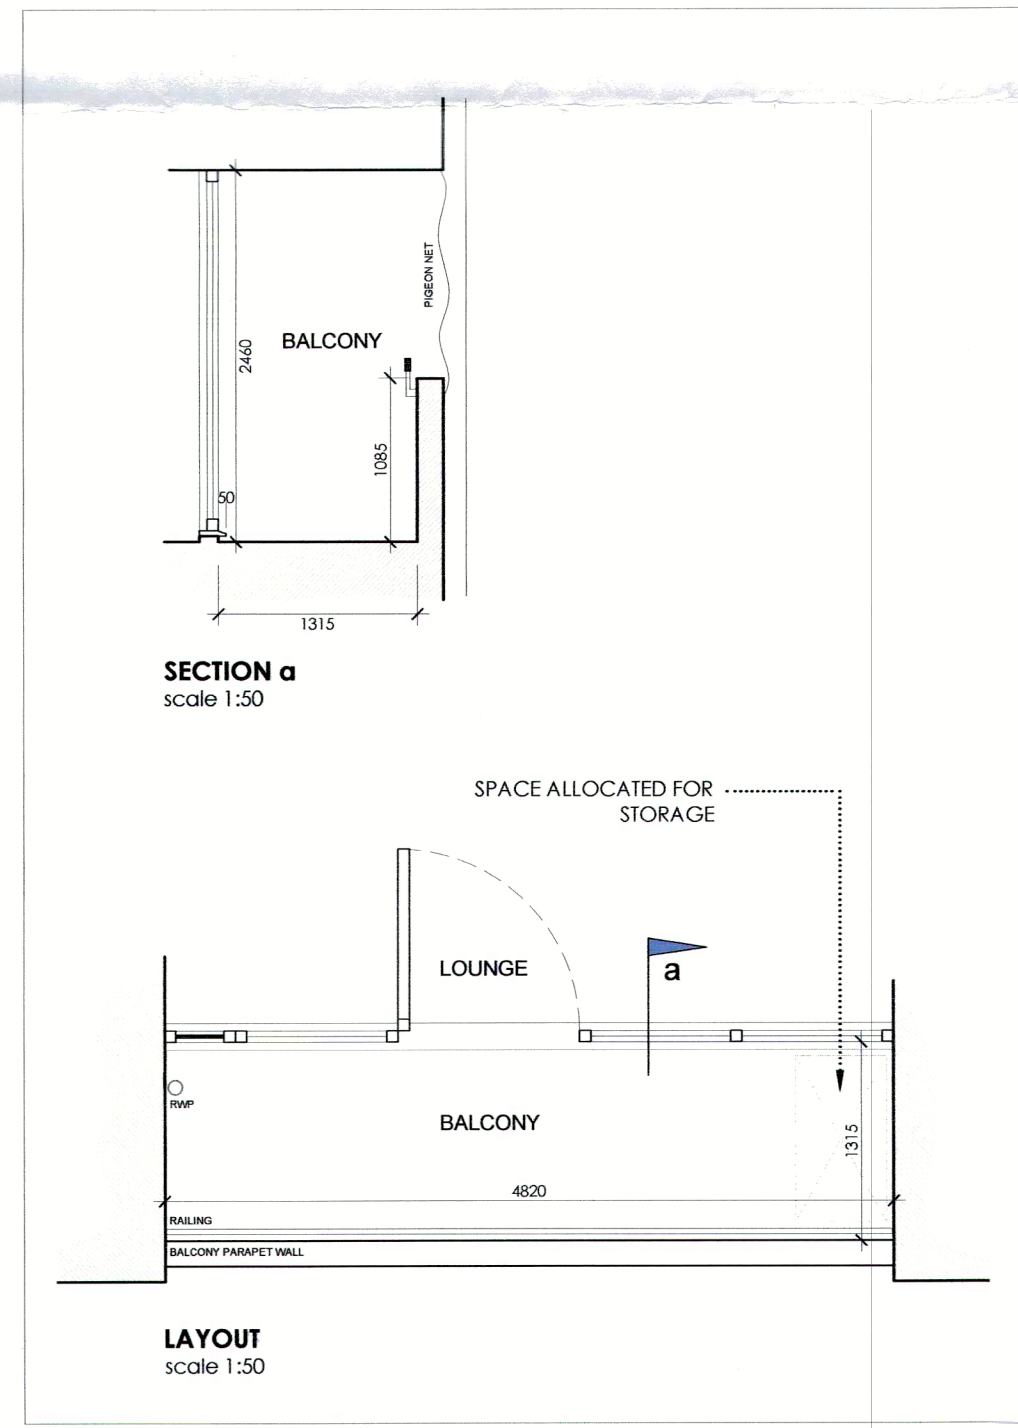 PIGEON NET
BALCONY
2460
1085
50
1315
SECTION a
scale 1:50
SPACE ALLOCATED FOR
STORAGE
LOUNGE
a
RWP
BALCONY
1315
4820
RAILING
BALCONY PARAPET WALL
LAYOUT
scale 1:50